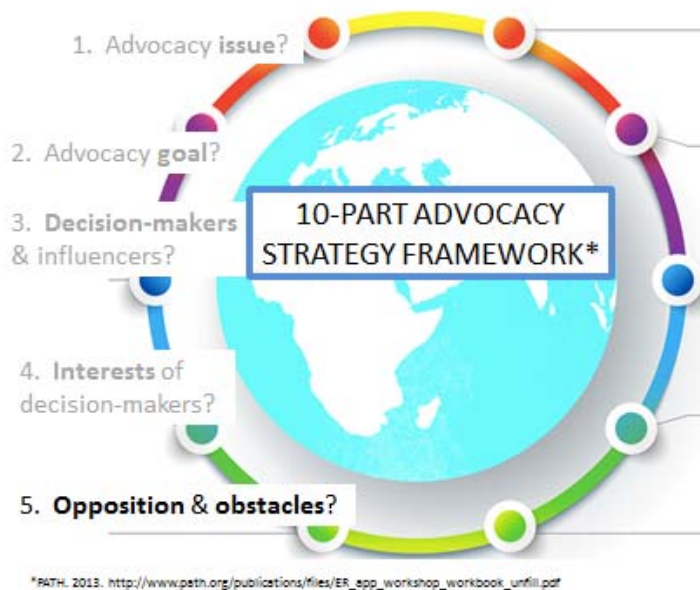 1. Advocacy issue?
2. Advocacy goal?
3. Decision-makers
& influencers?
10-PART ADVOCACY
STRATEGY FRAMEWORK*
4. Interests of
decision-makers?
5. Opposition & obstacles?
*PATH. 2013. http://www.path.org/publications/files/ER_app_workshop_workbook_unfill.pdf